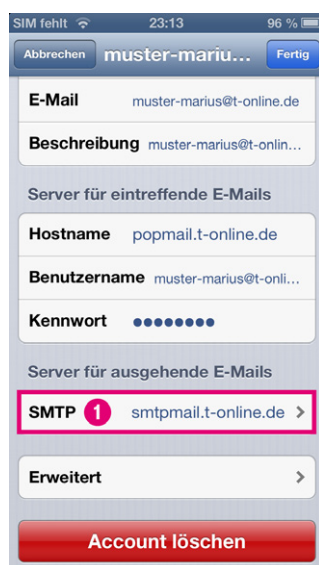 SIM fehlt 23:13 96 %
Abbrechen muster-mariu... Fertig
E-Mail muster-marius@t-online.de
Beschreibung muster-marius@t-onlin...
Server für eintreffende E-Mails
Hostname popmail.t-online.de
Benutzername muster-marius@t-onli...
Kennwort ●●●●●●●●
Server für ausgehende E-Mails
SMTP 1 smtpmail.t-online.de >
Erweitert >
Account löschen